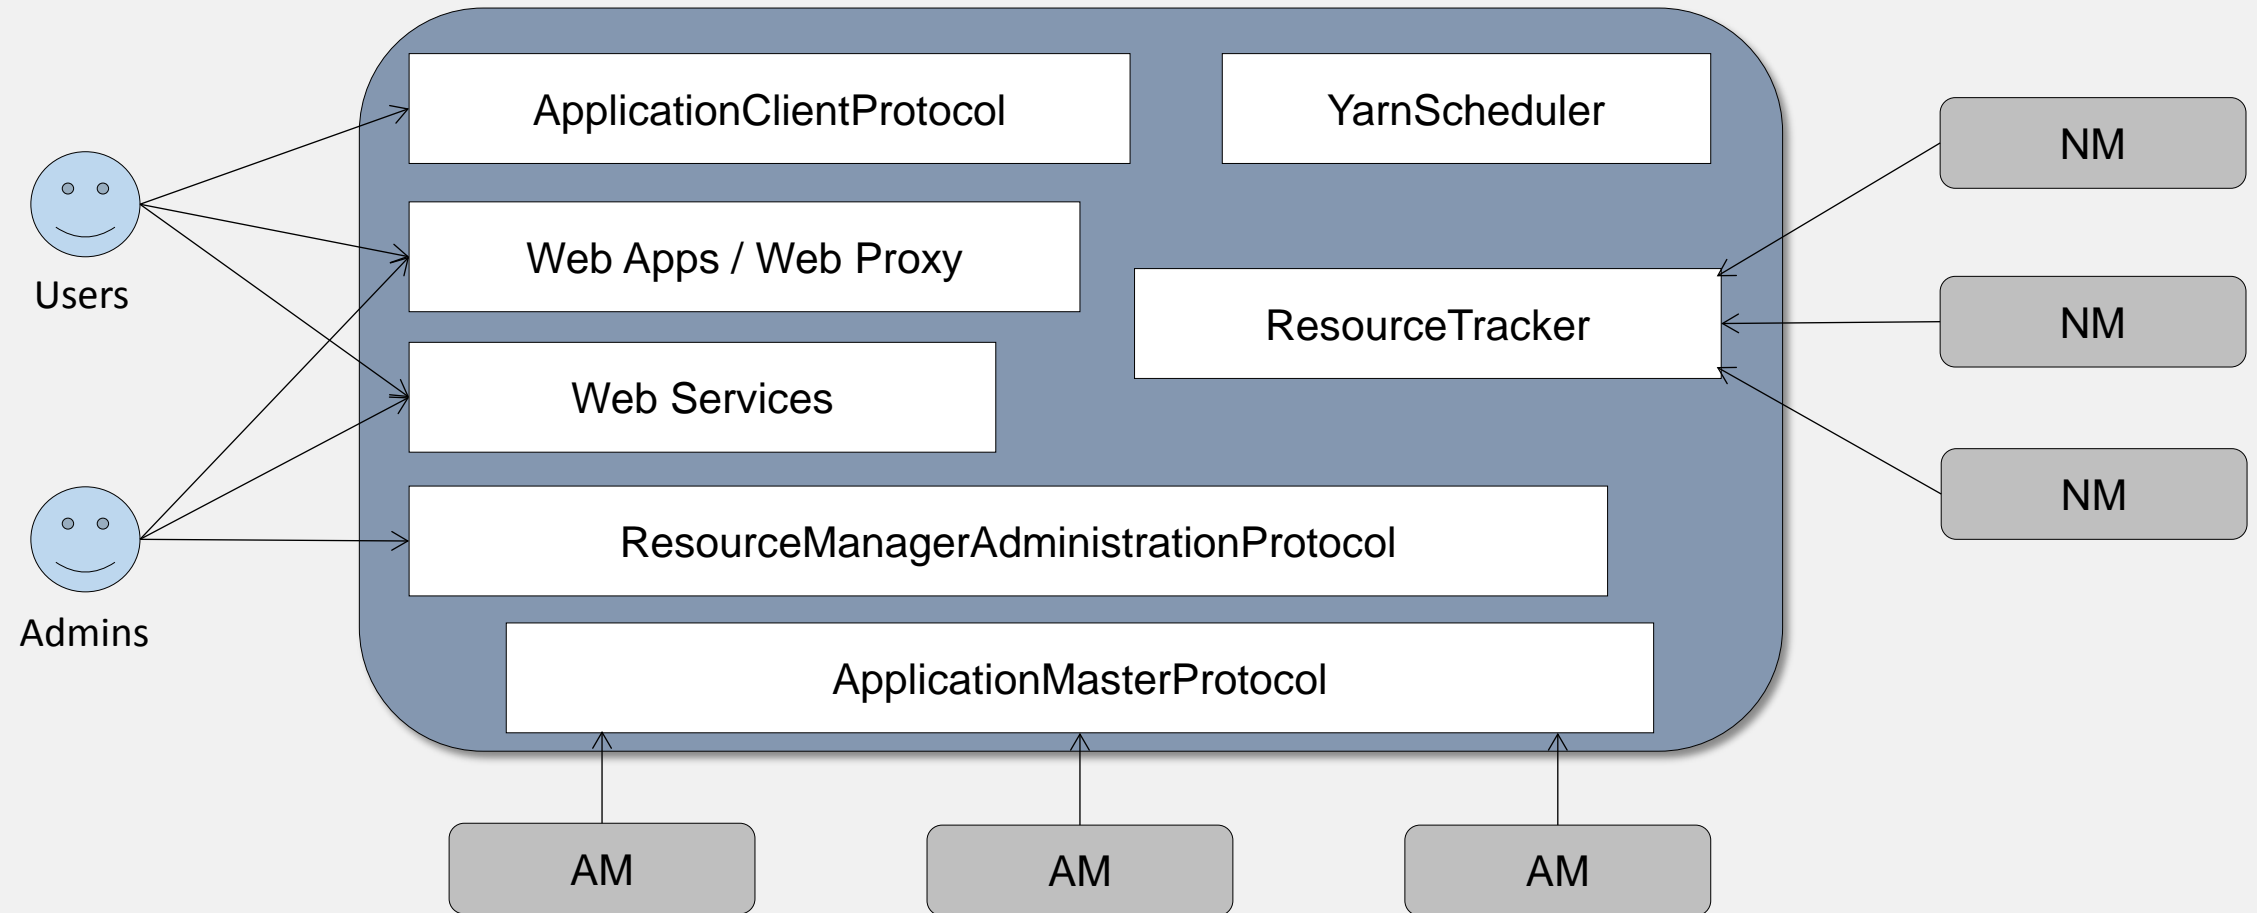 ApplicationClientProtocol
YarnScheduler
NM
Users
Web Apps / Web Proxy
ResourceTracker
NM
Web Services
NM
Admins
ResourceManagerAdministrationProtocol
ApplicationMasterProtocol
AM
AM
AM